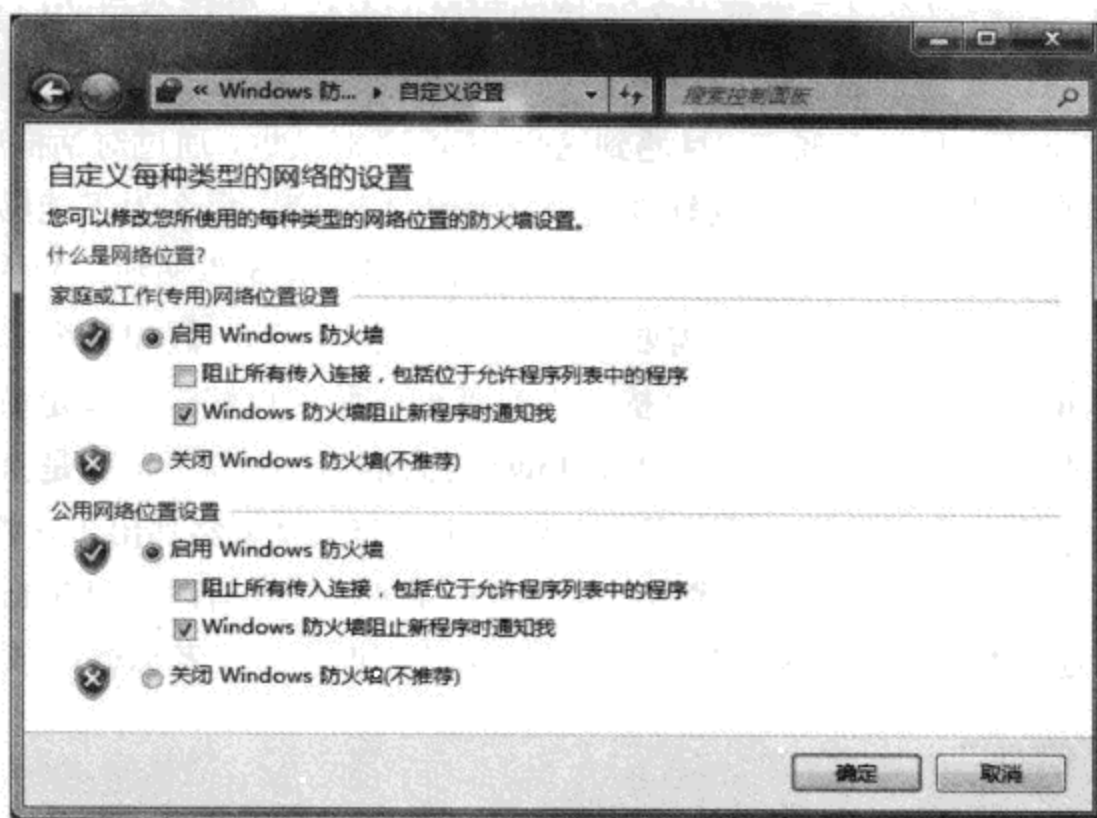 « Windows 防... ▸ 自定义设置
搜索控制面板
自定义每种类型的网络的设置
您可以修改您所使用的每种类型的网络位置的防火墙设置。
什么是网络位置?
家庭或工作(专用)网络位置设置
启用 Windows 防火墙
阻止所有传入连接，包括位于允许程序列表中的程序
Windows 防火墙阻止新程序时通知我
关闭 Windows 防火墙(不推荐)
公用网络位置设置
启用 Windows 防火墙
阻止所有传入连接，包括位于允许程序列表中的程序
Windows 防火墙阻止新程序时通知我
关闭 Windows 防火墙(不推荐)
确定
取消